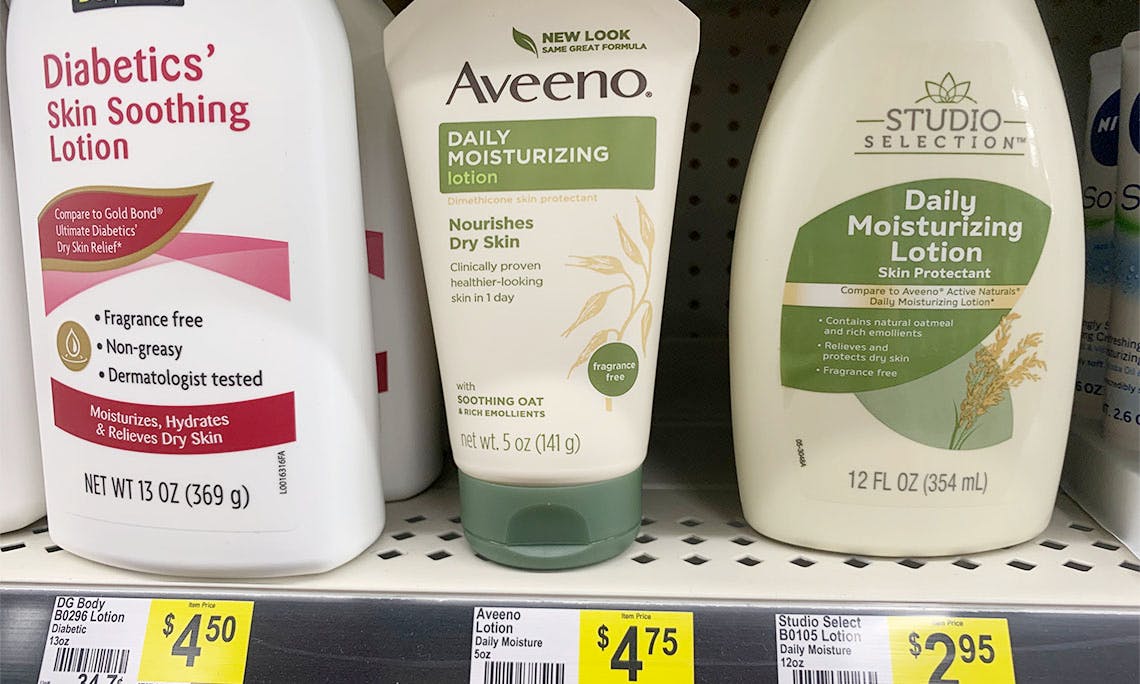 Diabetics'
Skin Soothing
Lotion
Compare to Gold Bond®
Ultimate Diabetics'
Dry Skin Relief*
• Fragrance free
• Non-greasy
• Dermatologist tested
Moisturizes, Hydrates
& Relieves Dry Skin
NET WT 13 OZ (369 g)
L0016316FA
NEW LOOK
SAME GREAT FORMULA
Aveeno®
DAILY
MOISTURIZING
lotion
Dimethicone skin protectant
Nourishes
Dry Skin
Clinically proven
healthier-looking
skin in 1 day
fragrance
free
with
SOOTHING OAT
& RICH EMOLLIENTS
net wt. 5 oz (141 g)
STUDIO
SELECTION™
Daily
Moisturizing
Lotion
Skin Protectant
Compare to Aveeno® Active Naturals®
Daily Moisturizing Lotion*
• Contains natural oatmeal
and rich emollients
• Relieves and
protects dry skin
• Fragrance free
12 FL OZ (354 mL)
NI
DG Body
B0296 Lotion
Diabetic
13oz
Item Price
$4.50
Aveeno
Lotion
Daily Moisture
5oz
Item Price
$4.75
Studio Select
B0105 Lotion
Daily Moisture
12oz
Item Price
$2.95